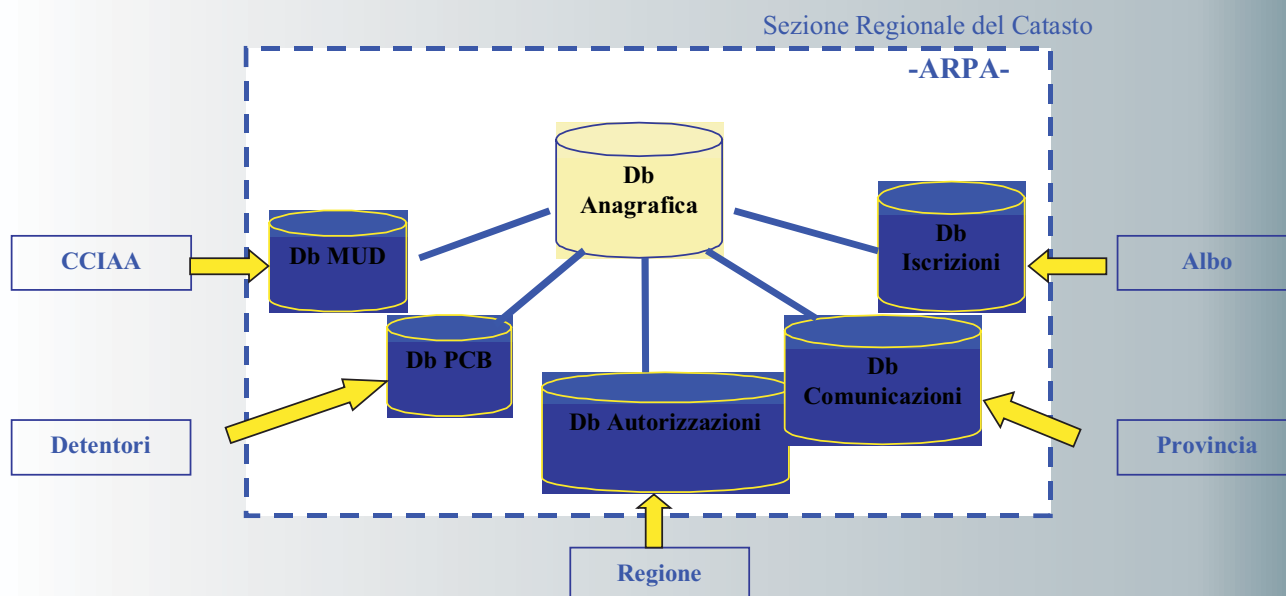 Sezione Regionale del Catasto
-ARPA-
Db
Anagrafica
Db MUD
Db
Iscrizioni
CCIAA
Albo
Db PCB
Db
Comunicazioni
Db Autorizzazioni
Detentori
Provincia
Regione